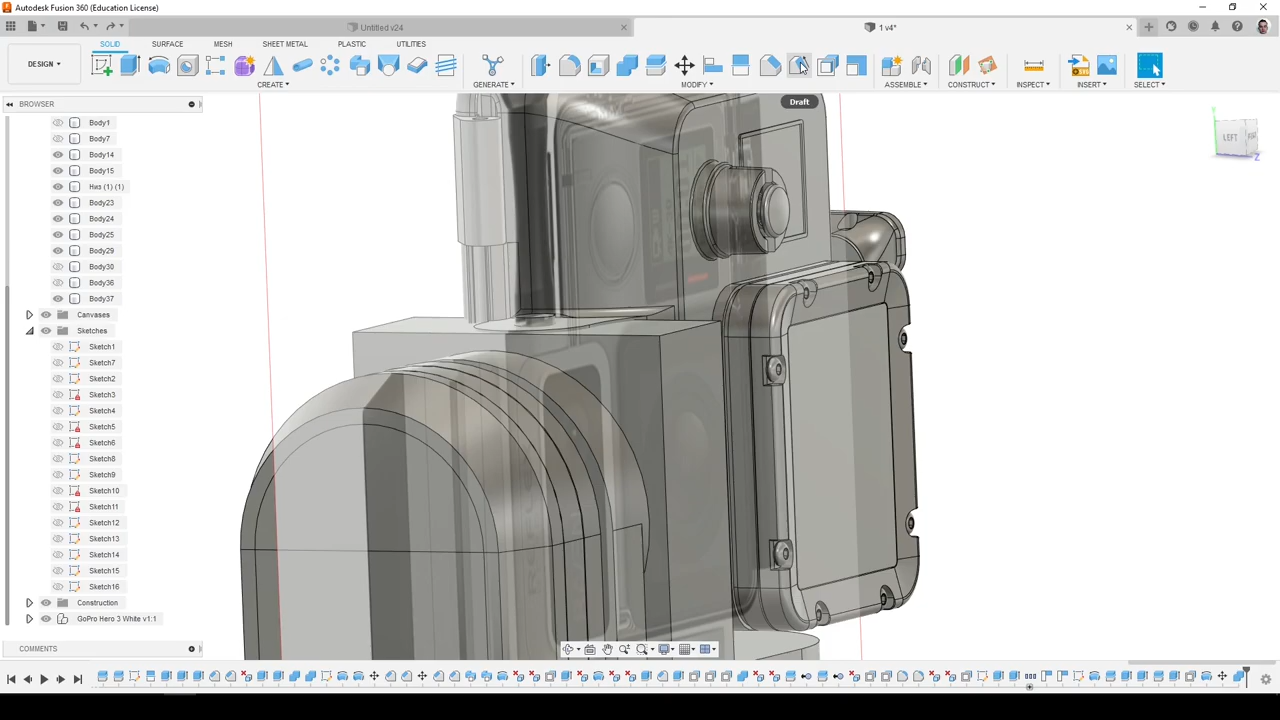 Autodesk Fusion 360 (Education License)
Untitled v24
1 v4*
DESIGN
SOLID
SURFACE
MESH
SHEET METAL
PLASTIC
UTILITIES
CREATE
GENERATE
MODIFY
ASSEMBLE
CONSTRUCT
INSPECT
INSERT
SELECT
BROWSER
Draft
LEFT
Z
Body1
Body7
Body14
Body15
Низ (1) (1)
Body23
Body24
Body25
Body29
Body30
Body36
Body37
Canvases
Sketches
Sketch1
Sketch7
Sketch2
Sketch3
Sketch4
Sketch5
Sketch6
Sketch8
Sketch9
Sketch10
Sketch11
Sketch12
Sketch13
Sketch14
Sketch15
Sketch16
Construction
GoPro Hero 3 White v1:1
COMMENTS